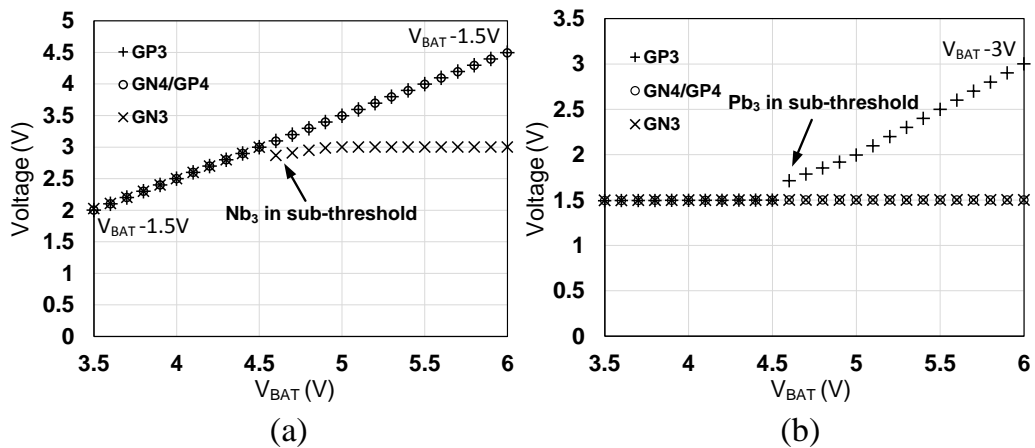 5
4.5
4
3.5
3
2.5
2
1.5
1
0.5
0
Voltage (V)
GP3
GN4/GP4
GN3
V_BAT -1.5V
Nb₃ in sub-threshold
V_BAT -1.5V
3.5 4 4.5 5 5.5 6
V_BAT (V)
(a)
3.5
3
2.5
2
1.5
1
0.5
0
Voltage (V)
GP3
GN4/GP4
GN3
V_BAT -3V
Pb₃ in sub-threshold
3.5 4 4.5 5 5.5 6
V_BAT (V)
(b)